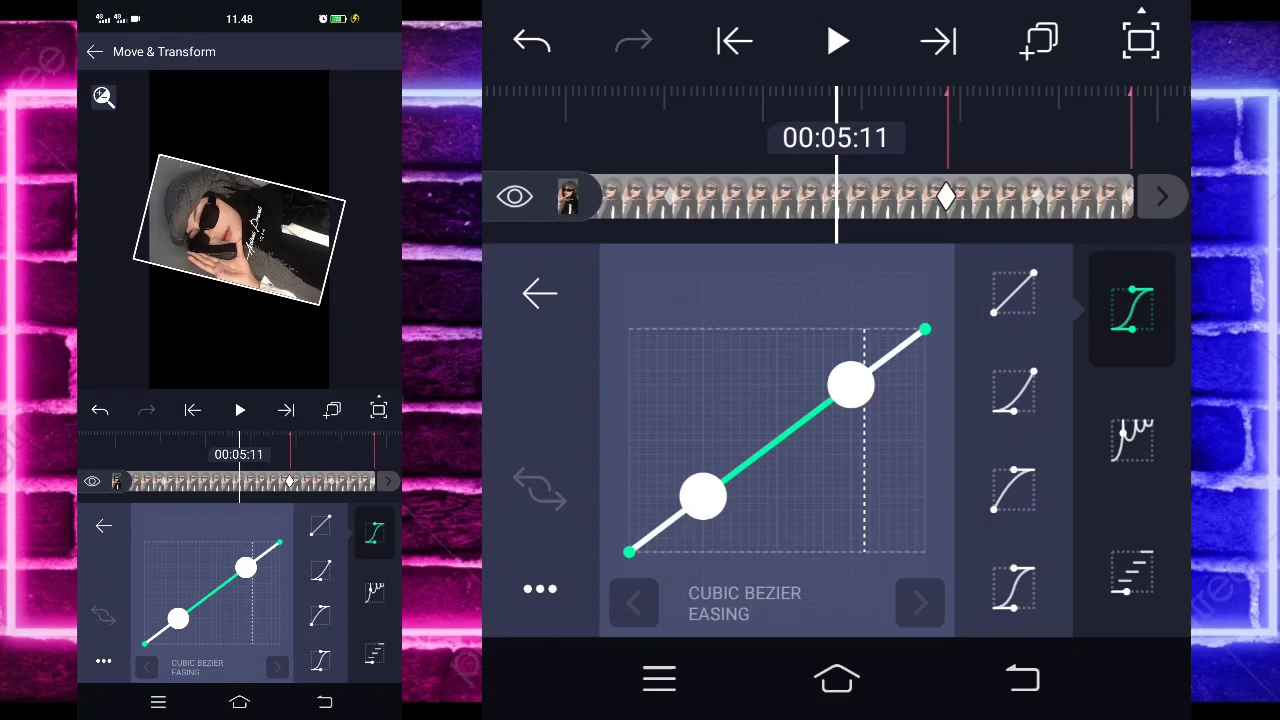 11.48
Move & Transform
00:05:11
CUBIC BEZIER
EASING
00:05:11
CUBIC BEZIER
EASING